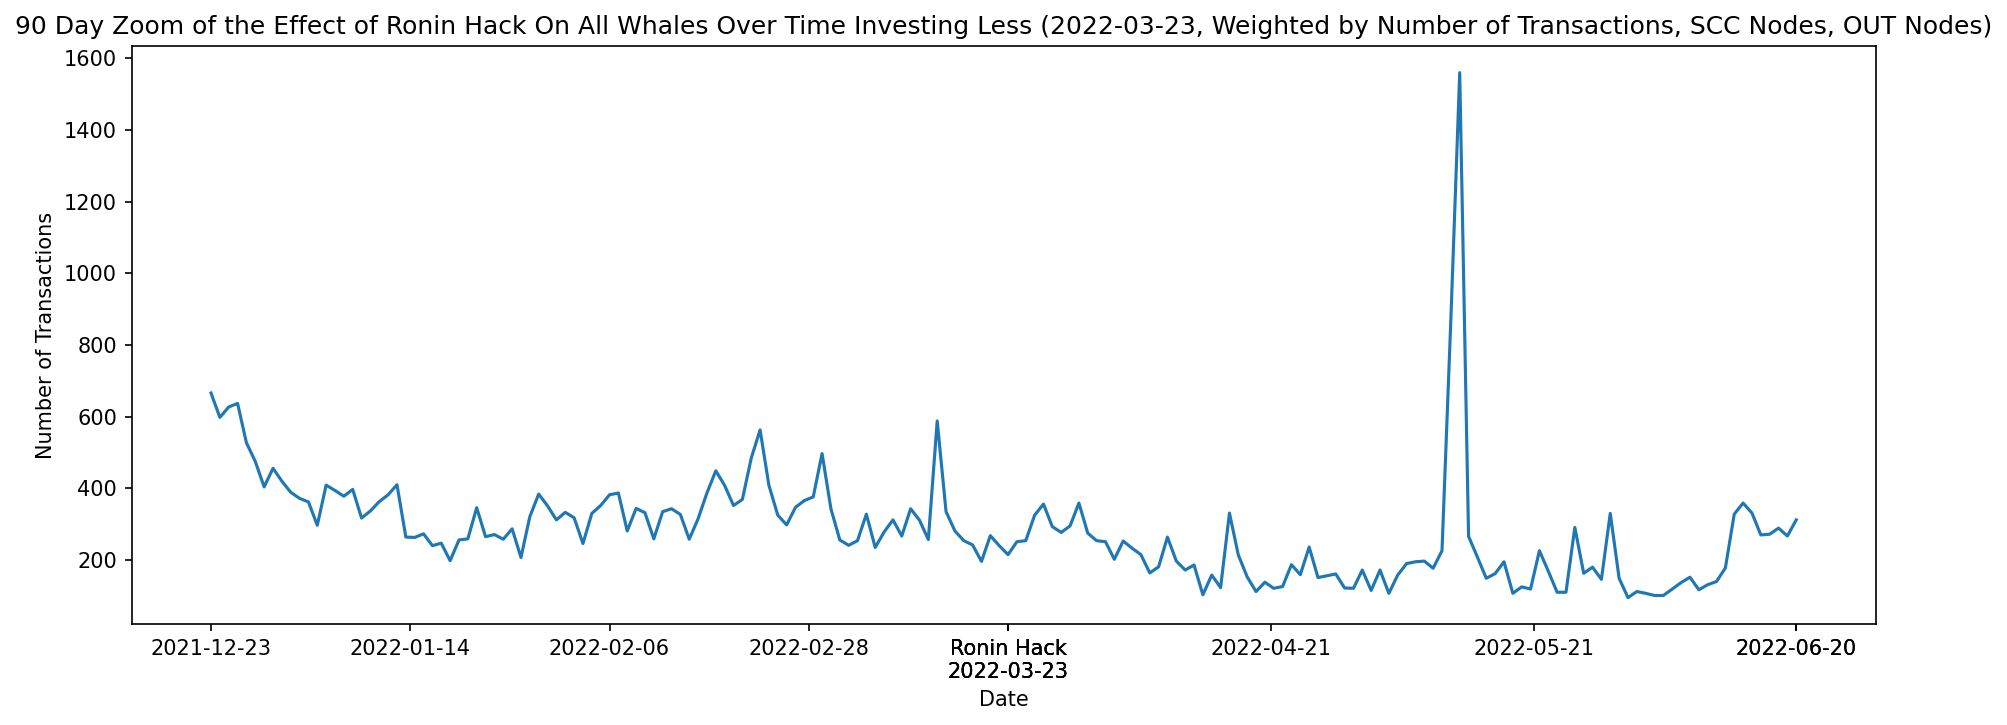 90 Day Zoom of the Effect of Ronin Hack On All Whales Over Time Investing Less (2022-03-23, Weighted by Number of Transactions, SCC Nodes, OUT Nodes)
Number of Transactions
1600
1400
1200
1000
800
600
400
200
2021-12-23 2022-01-14 2022-02-06 2022-02-28 Ronin Hack 2022-04-21 2022-05-21 2022-06-20
2022-03-23
Date